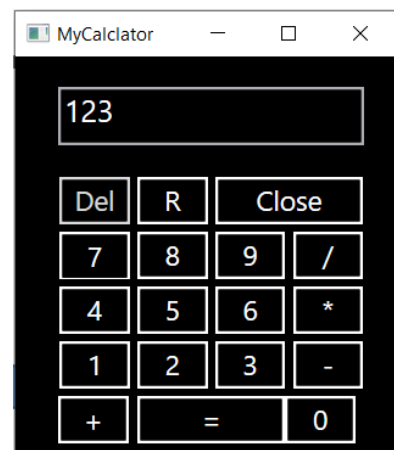 MyCalclator
123
Del R Close
7 8 9 /
4 5 6 *
1 2 3 -
+ = 0